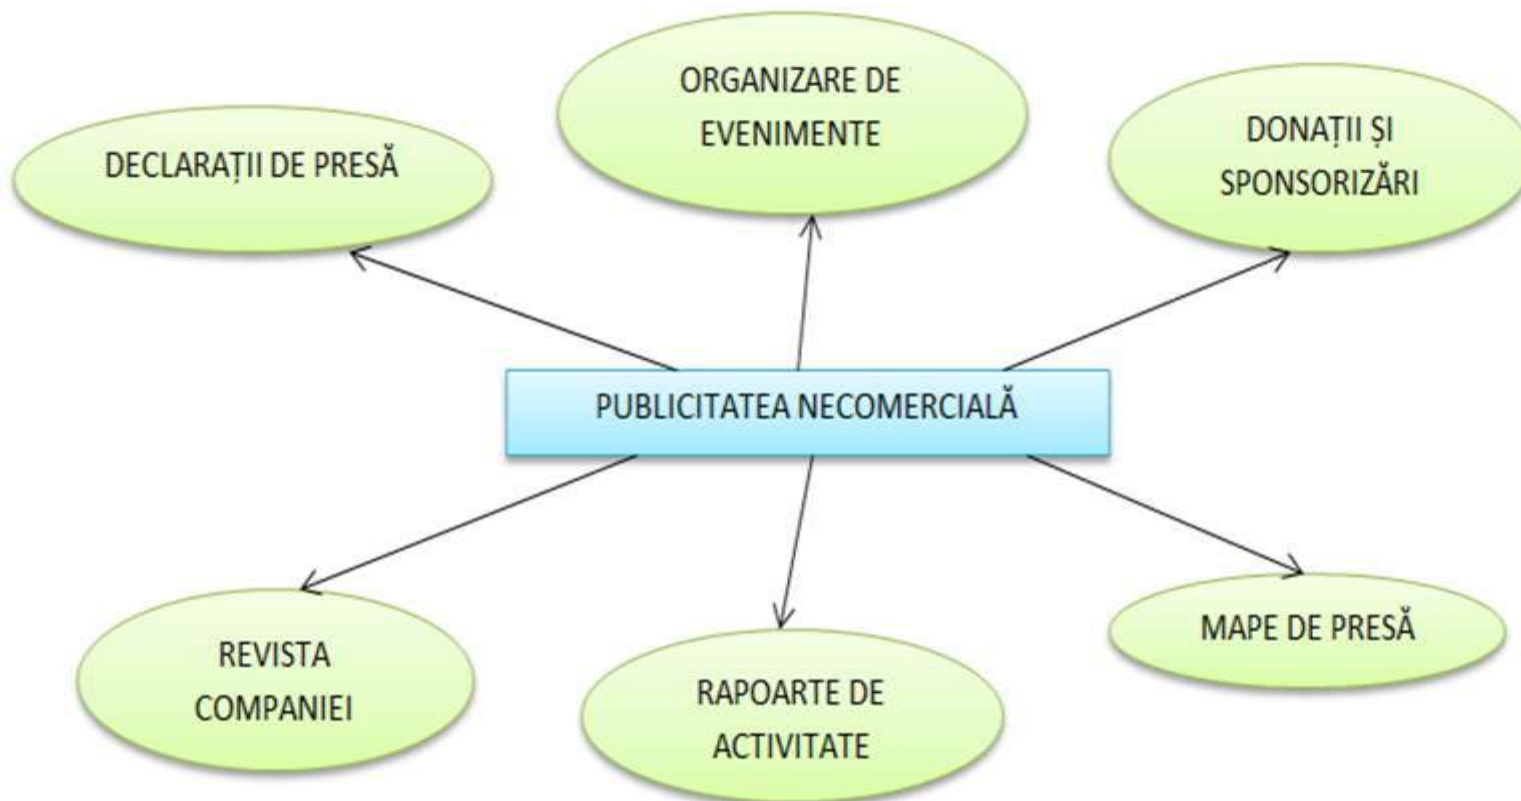 ORGANIZARE DE
EVENIMENTE
DONAȚII ȘI
SPONSORIZĂRI
DECLARAȚII DE PRESĂ
PUBLICITATEA NECOMERCIALĂ
REVISTA
COMPANIEI
RAPOARTE DE
ACTIVITATE
MAPE DE PRESĂ